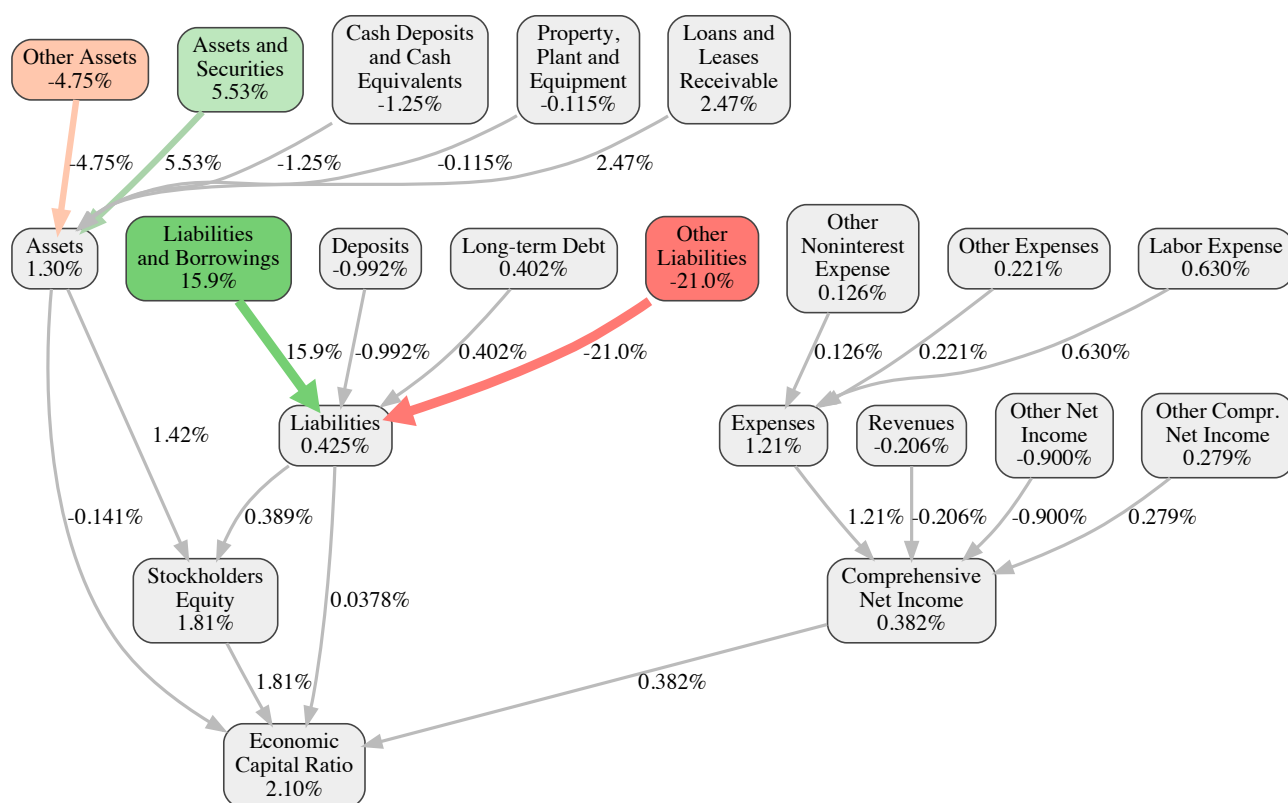 Other Assets
-4.75%
Assets and
Securities
5.53%
Cash Deposits
and Cash
Equivalents
-1.25%
Property,
Plant and
Equipment
-0.115%
Loans and
Leases
Receivable
2.47%
-4.75%
5.53%
-1.25%
-0.115%
2.47%
Assets
1.30%
Liabilities
and Borrowings
15.9%
Deposits
-0.992%
Long-term Debt
0.402%
Other
Liabilities
-21.0%
Other
Noninterest
Expense
0.126%
Other Expenses
0.221%
Labor Expense
0.630%
15.9%
-0.992%
0.402%
-21.0%
0.126%
0.221%
0.630%
Liabilities
0.425%
Expenses
1.21%
Revenues
-0.206%
Other Net
Income
-0.900%
Other Compr.
Net Income
0.279%
1.42%
-0.141%
0.389%
1.21%
-0.206%
-0.900%
0.279%
Stockholders
Equity
1.81%
0.0378%
Comprehensive
Net Income
0.382%
1.81%
0.382%
Economic
Capital Ratio
2.10%